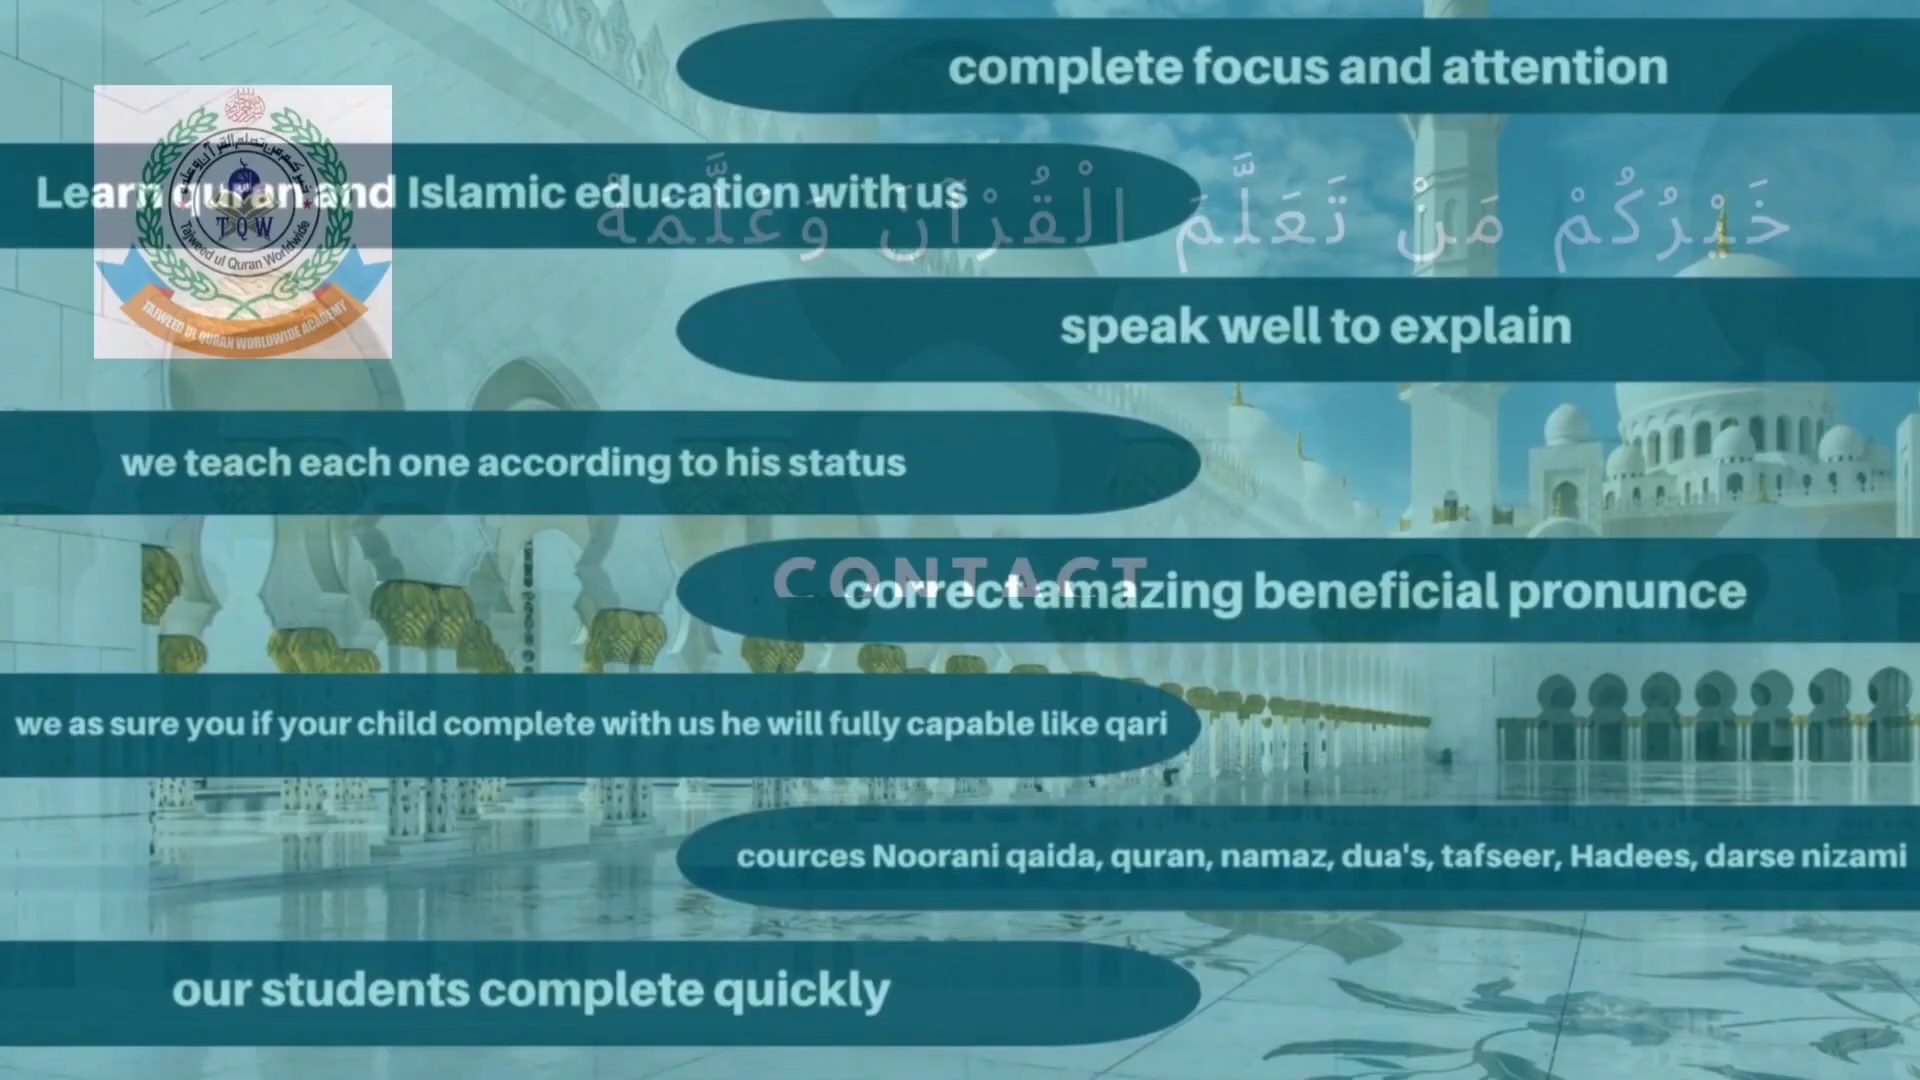 complete focus and attention
Learn quran and Islamic education with us
خَيْرُكُمْ مَنْ تَعَلَّمَ الْقُرْآنَ وَعَلَّمَهُ
TQW
Tajweed ul Quran Worldwide
TAJWEED UL QURAN WORLDWIDE ACADEMY
speak well to explain
we teach each one according to his status
CONTACT
correct amazing beneficial pronunce
we as sure you if your child complete with us he will fully capable like qari
cources Noorani qaida, quran, namaz, dua's, tafseer, Hadees, darse nizami
our students complete quickly